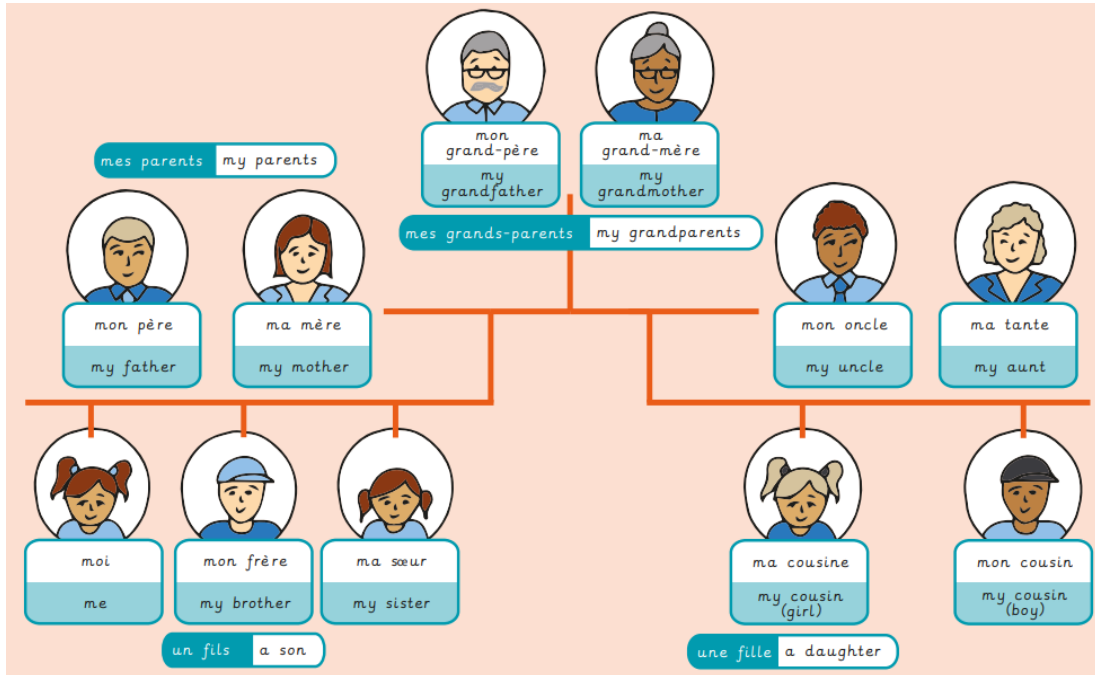 mon
grand-père
my
grandfather
ma
grand-mère
my
grandmother
mes parents my parents
mes grands-parents my grandparents
mon père
my father
ma mère
my mother
mon oncle
my uncle
ma tante
my aunt
moi
me
mon frère
my brother
ma sœur
my sister
ma cousine
my cousin
(girl)
mon cousin
my cousin
(boy)
un fils a son
une fille a daughter